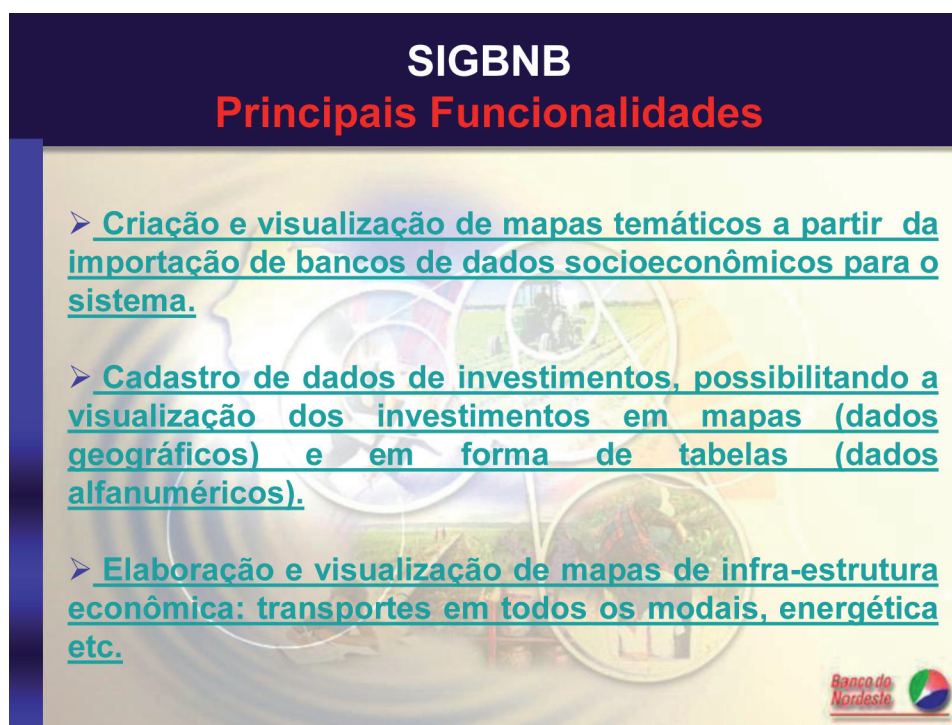 SIGBNB
Principais Funcionalidades
➢ Criação e visualização de mapas temáticos a partir da
importação de bancos de dados socioeconômicos para o
sistema.
➢ Cadastro de dados de investimentos, possibilitando a
visualização dos investimentos em mapas (dados
geográficos) e em forma de tabelas (dados
alfanuméricos).
➢ Elaboração e visualização de mapas de infra-estrutura
econômica: transportes em todos os modais, energética
etc.
Banco do
Nordeste